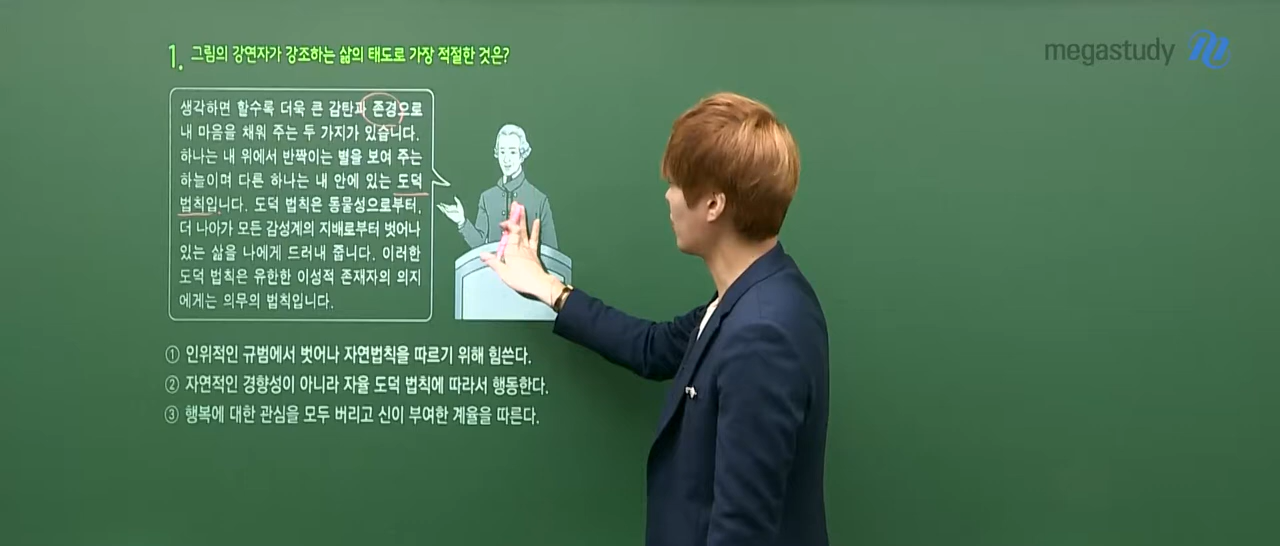 megastudy
1. 그림의 강연자가 강조하는 삶의 태도로 가장 적절한 것은?
생각하면 할수록 더욱 큰 감탄과 존경으로
내 마음을 채워 주는 두 가지가 있습니다.
하나는 내 위에서 반짝이는 별을 보여 주는
하늘이며 다른 하나는 내 안에 있는 도덕
법칙입니다. 도덕 법칙은 동물성으로부터,
더 나아가 모든 감성계의 지배로부터 벗어나
있는 삶을 나에게 드러내 줍니다. 이러한
도덕 법칙은 유한한 이성적 존재자의 의지
에게는 의무의 법칙입니다.
① 인위적인 규범에서 벗어나 자연법칙을 따르기 위해 힘쓴다.
② 자연적인 경향성이 아니라 자율 도덕 법칙에 따라서 행동한다.
③ 행복에 대한 관심을 모두 버리고 신이 부여한 계율을 따른다.